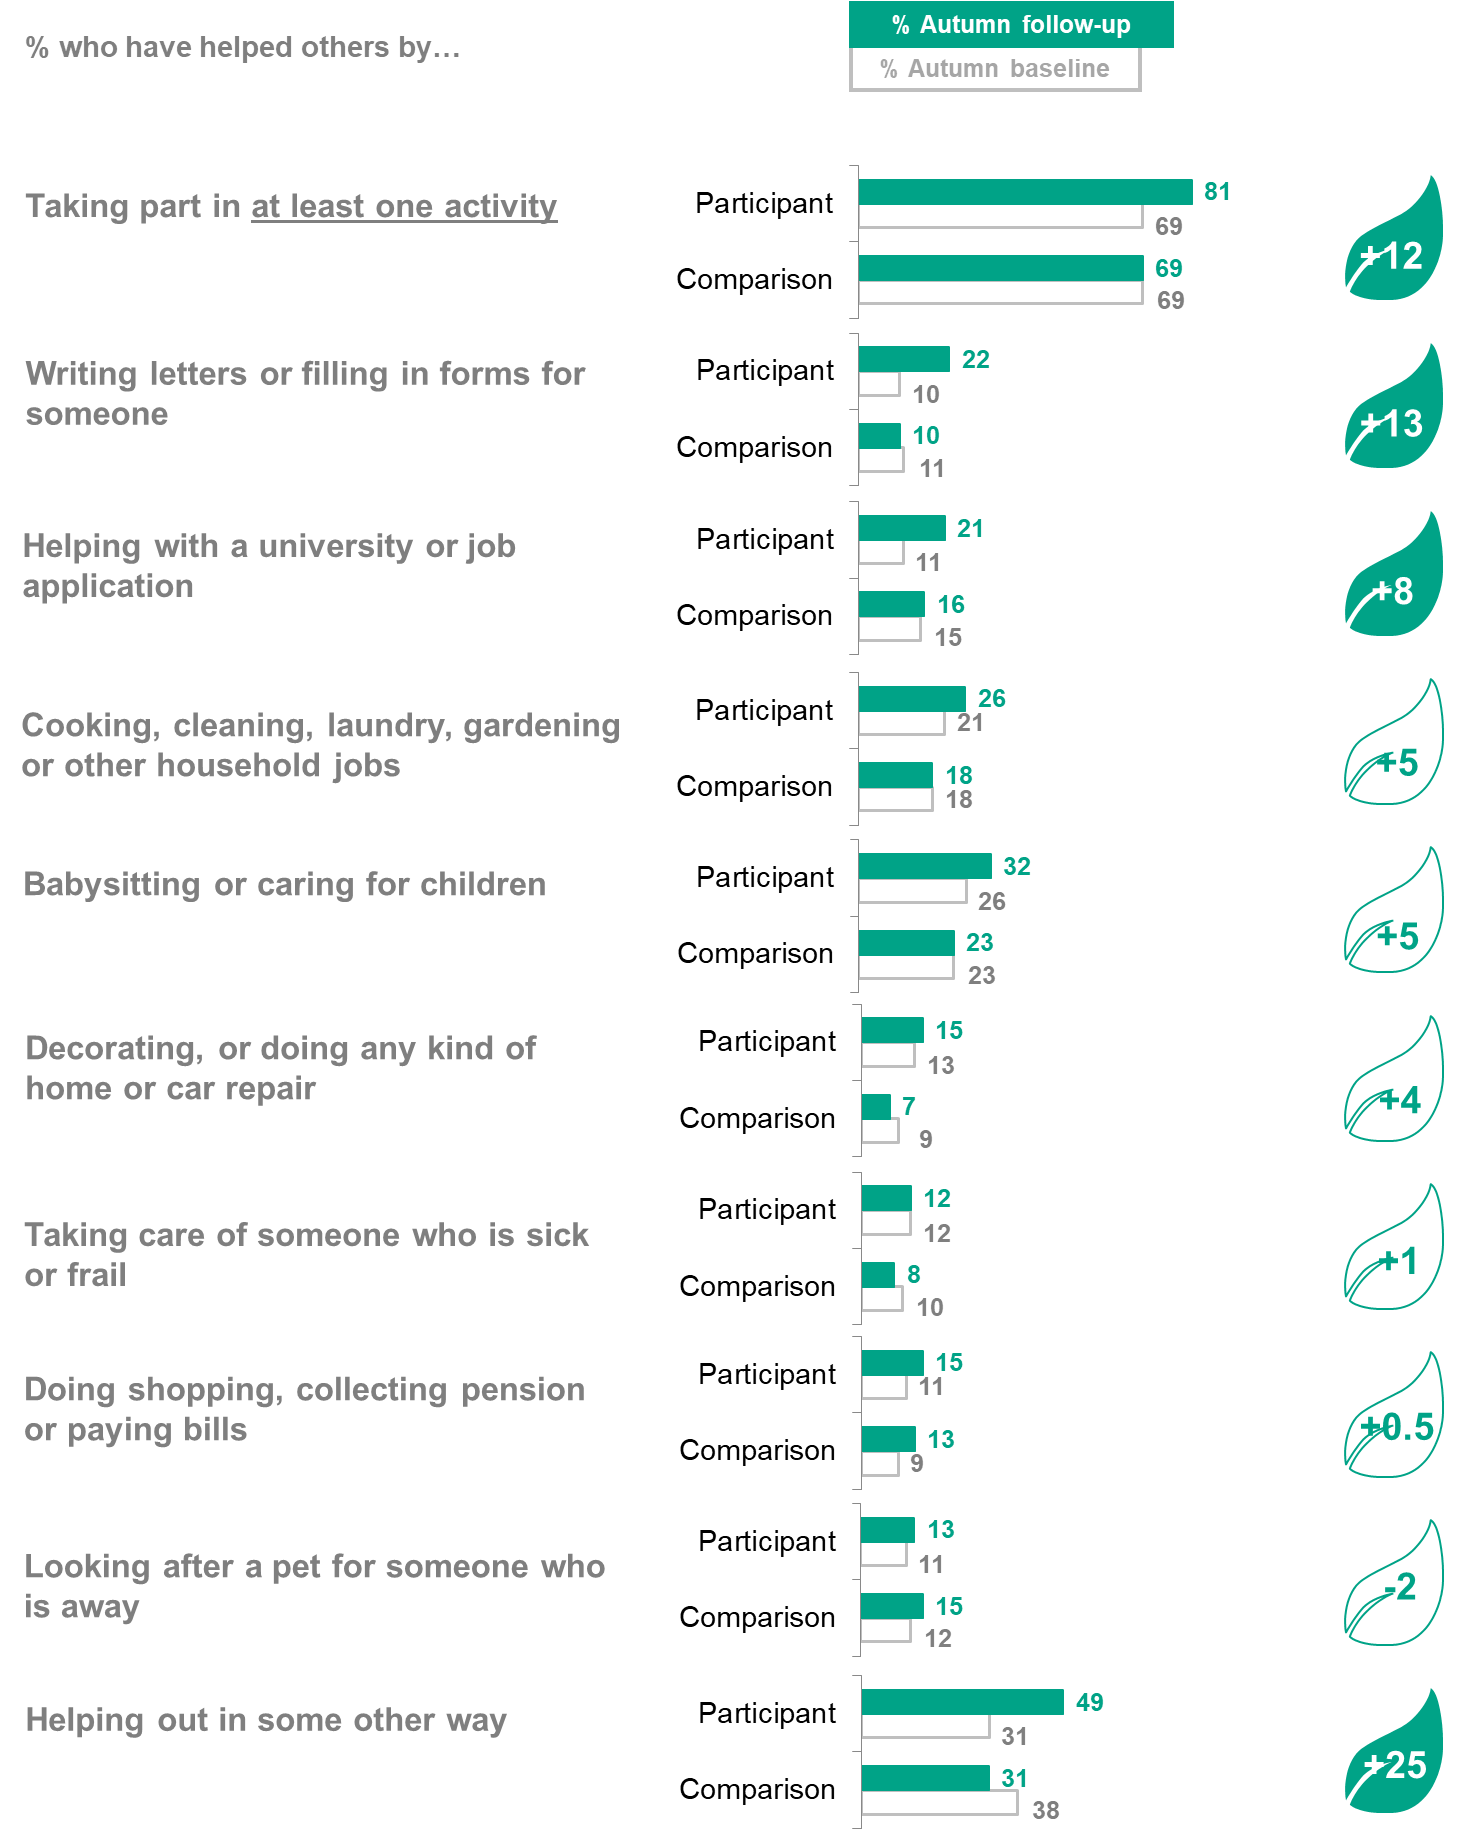 % who have helped others by…
% Autumn follow-up
% Autumn baseline
Taking part in at least one activity
Participant
81
69
Comparison
69
69
+12
Writing letters or filling in forms for
someone
Participant
22
10
Comparison
10
11
+13
Helping with a university or job
application
Participant
21
11
Comparison
16
15
+8
Cooking, cleaning, laundry, gardening
or other household jobs
Participant
26
21
Comparison
18
18
+5
Babysitting or caring for children
Participant
32
26
Comparison
23
23
+5
Decorating, or doing any kind of
home or car repair
Participant
15
13
Comparison
7
9
+4
Taking care of someone who is sick
or frail
Participant
12
12
Comparison
8
10
+1
Doing shopping, collecting pension
or paying bills
Participant
15
11
Comparison
13
9
+0.5
Looking after a pet for someone who
is away
Participant
13
11
Comparison
15
12
-2
Helping out in some other way
Participant
49
31
Comparison
31
38
+25